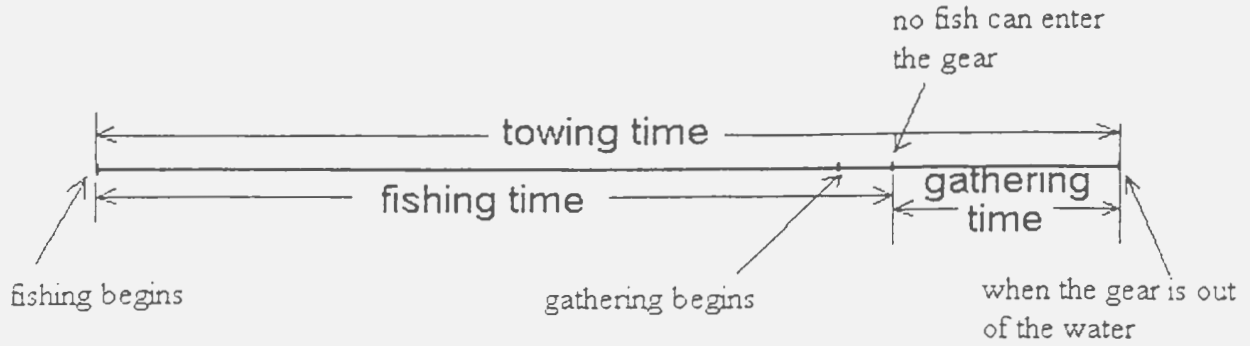 no fish can enter
the gear
towing time
fishing time
gathering
time
fishing begins
gathering begins
when the gear is out
of the water